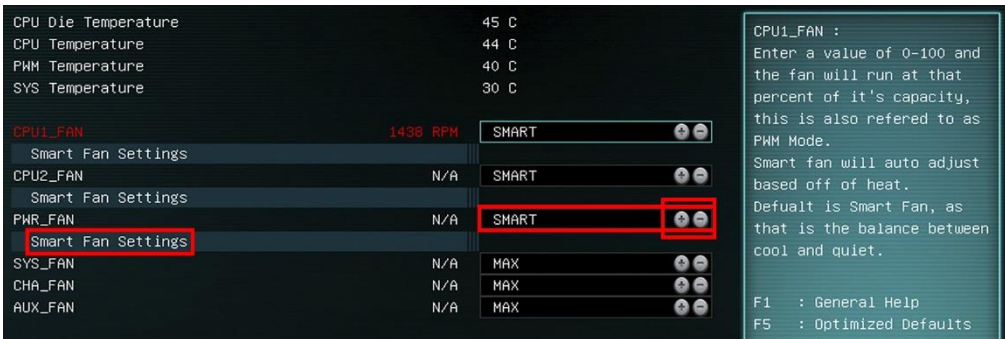 CPU Die Temperature 45 C
CPU Temperature 44 C
PWM Temperature 40 C
SYS Temperature 30 C
CPU1_FAN 1438 RPM SMART
Smart Fan Settings
CPU2_FAN N/A SMART
Smart Fan Settings
PWR_FAN N/A SMART
Smart Fan Settings
SYS_FAN N/A MAX
CHA_FAN N/A MAX
AUX_FAN N/A MAX
CPU1_FAN :
Enter a value of 0-100 and
the fan will run at that
percent of it's capacity,
this is also refered to as
PWM Mode.
Smart fan will auto adjust
based off of heat.
Defualt is Smart Fan, as
that is the balance between
cool and quiet.
F1 : General Help
F5 : Optimized Defaults